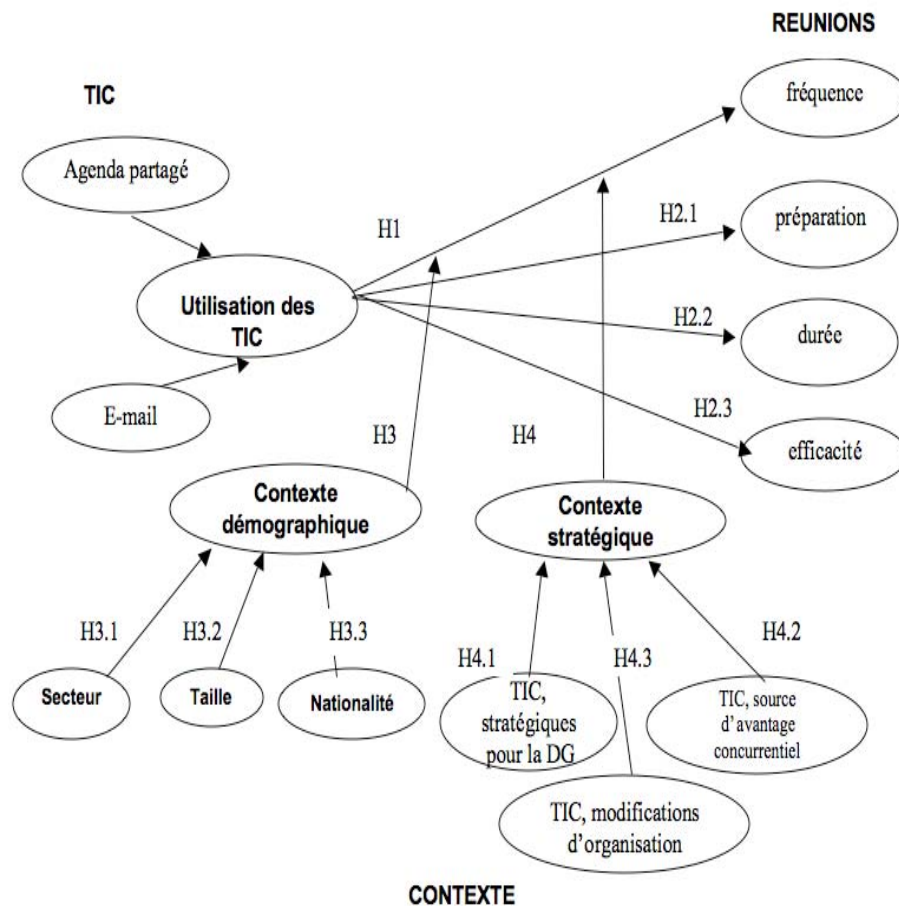 REUNIONS
fréquence
TIC
Agenda partagé
H1
H2.1
préparation
Utilisation des
TIC
H2.2
durée
E-mail
H2.3
H3
H4
efficacité
Contexte
démographique
Contexte
stratégique
H3.1
H3.2
H3.3
H4.1
H4.3
H4.2
Secteur
Taille
Nationalité
TIC,
stratégiques
pour la DG
TIC, source
d'avantage
concurrentiel
TIC, modifications
d'organisation
CONTEXTE